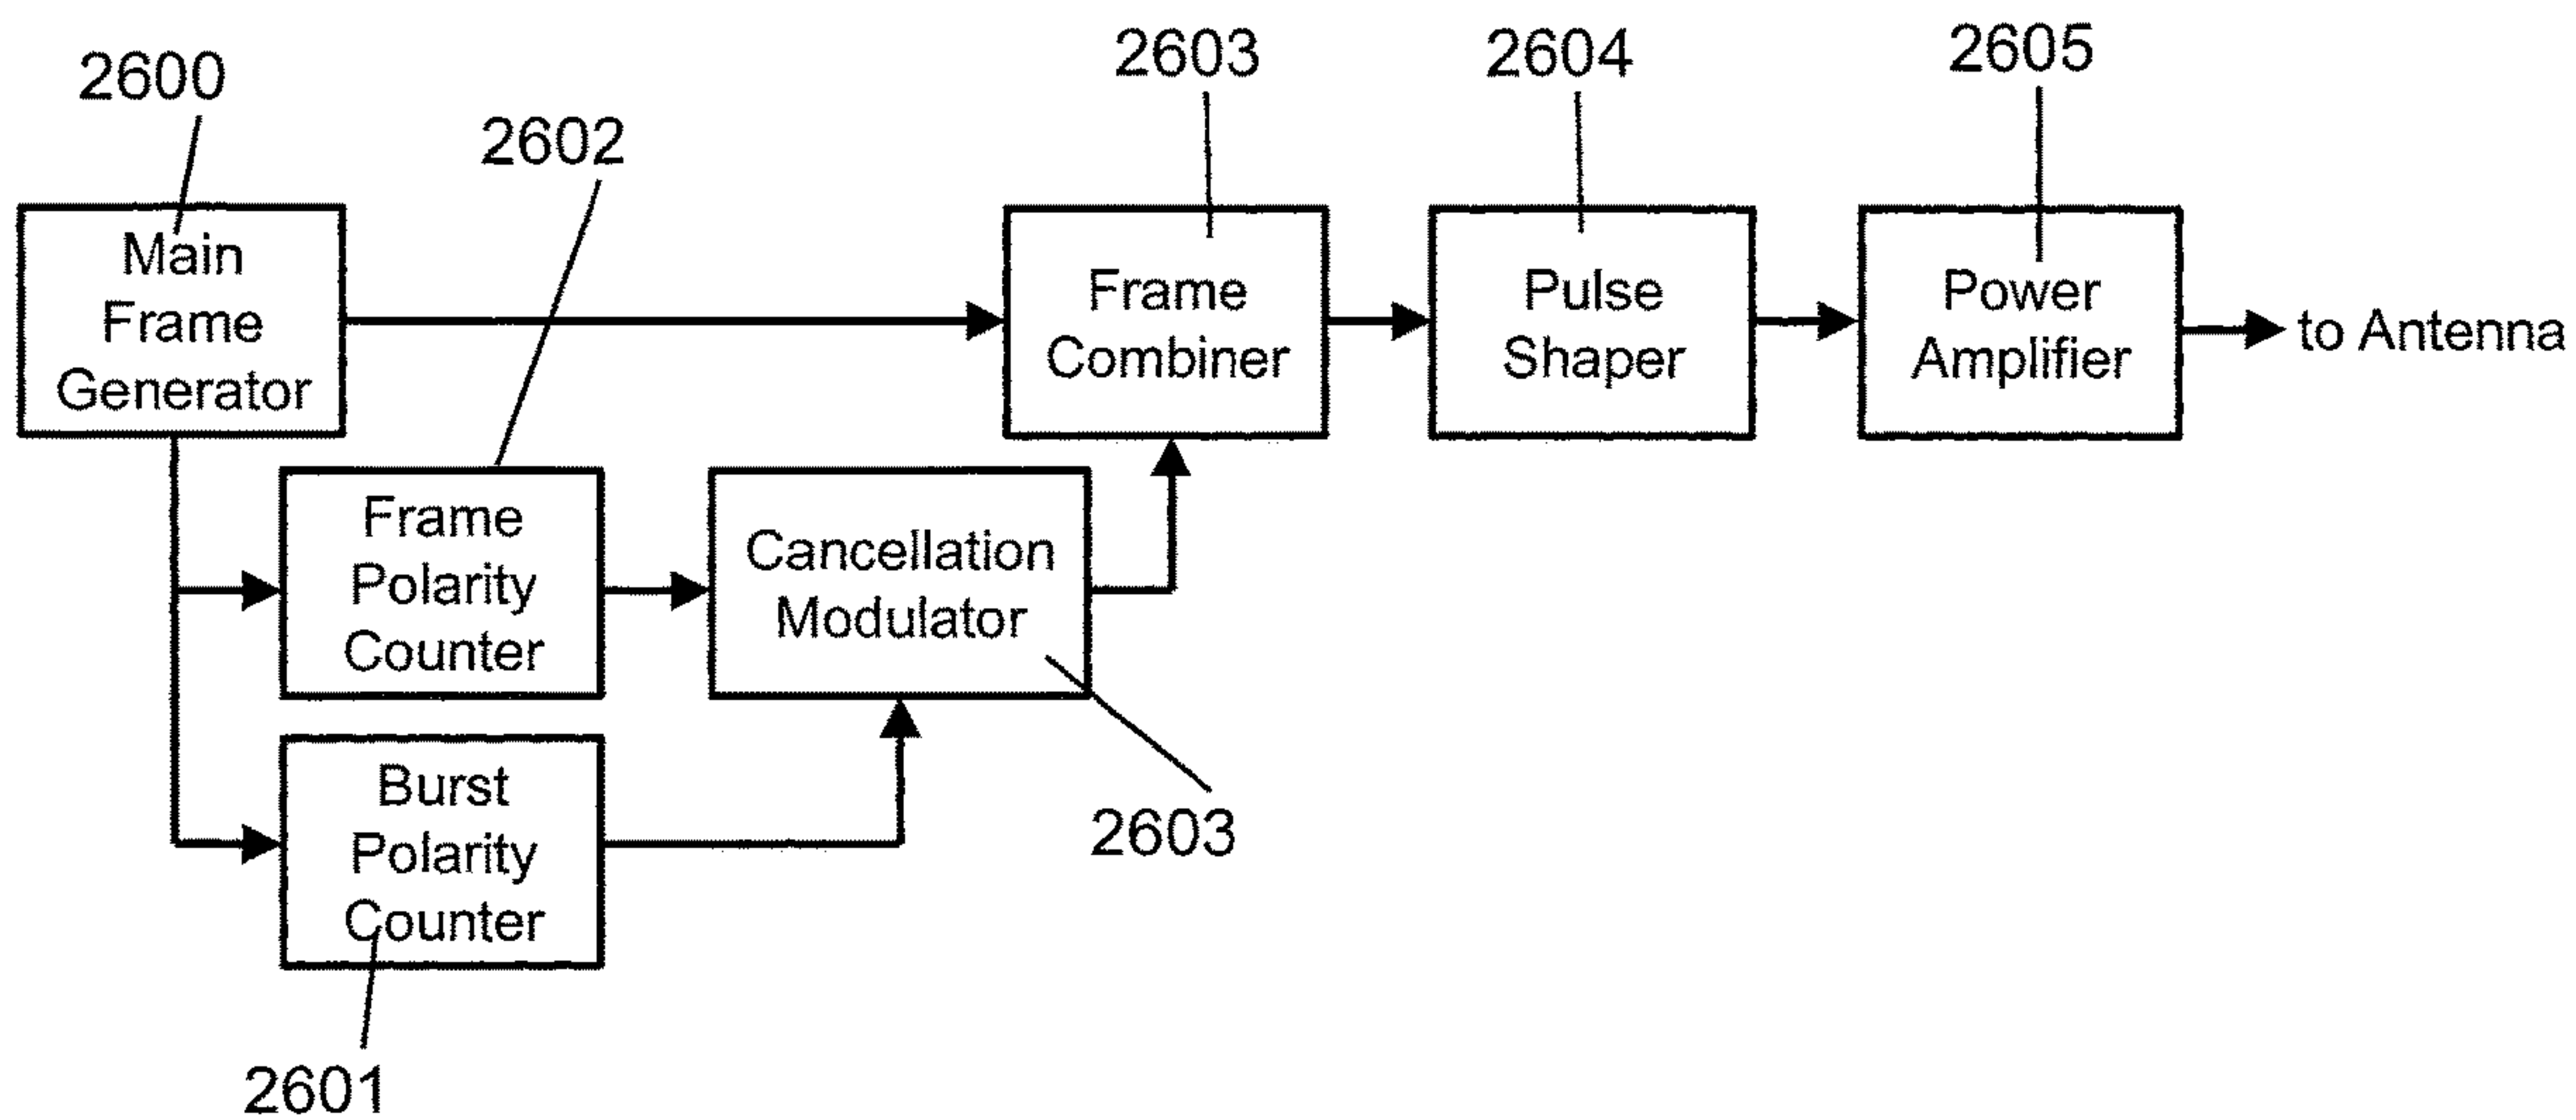 2600
2602
2603
2604
2605
Main
Frame
Generator
Frame
Combiner
Pulse
Shaper
Power
Amplifier
to Antenna
Frame
Polarity
Counter
Cancellation
Modulator
Burst
Polarity
Counter
2603
2601